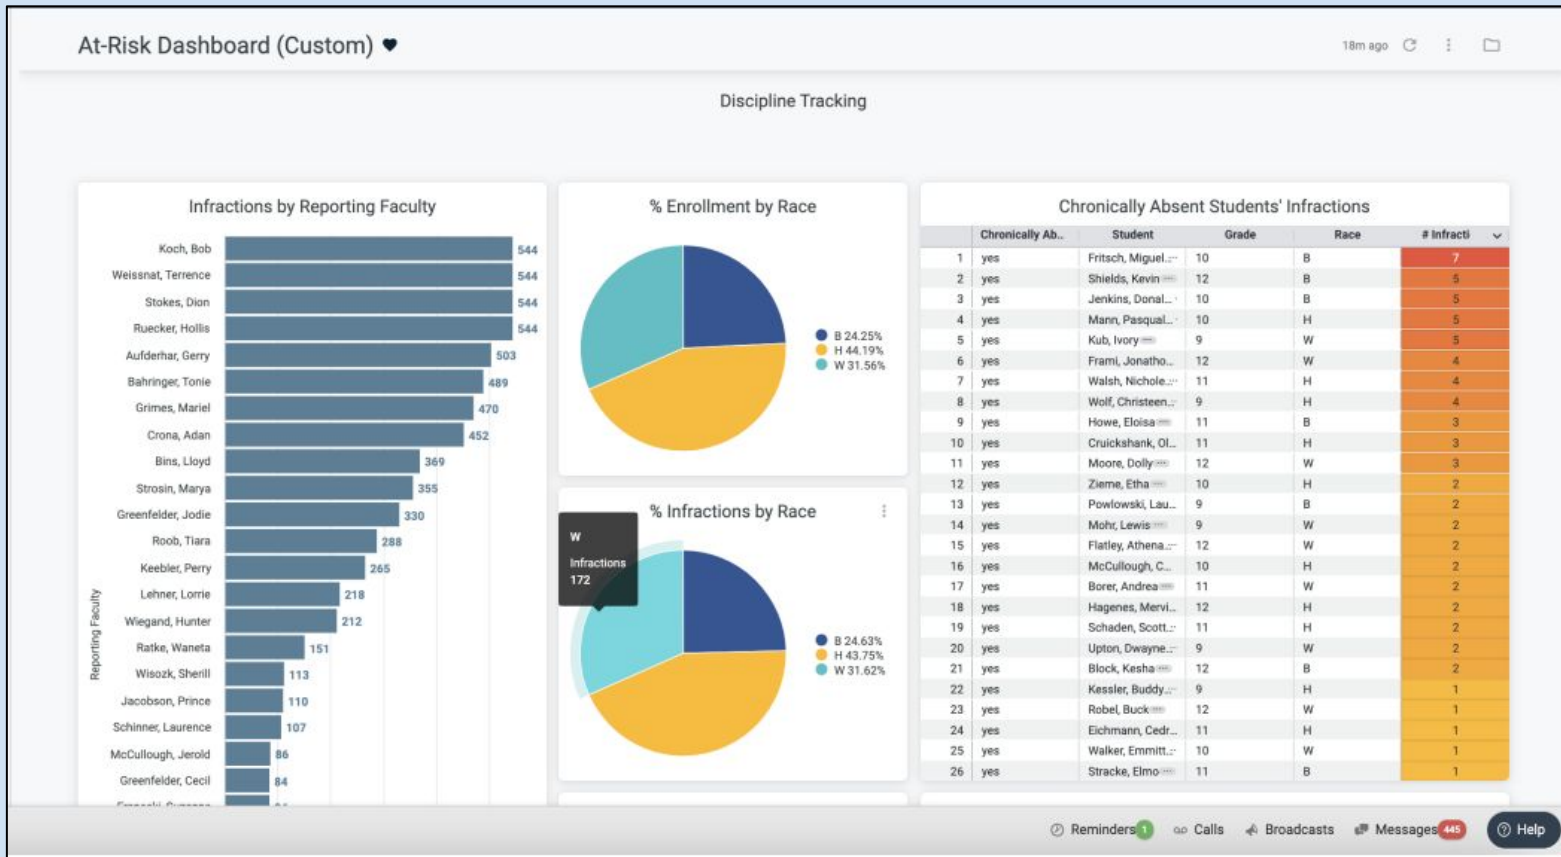 At-Risk Dashboard (Custom)
18m ago
Discipline Tracking
Infractions by Reporting Faculty
Reporting Faculty
Koch, Bob 544
Weissnat, Terrence 544
Stokes, Dion 544
Ruecker, Hollis 544
Aufderhar, Gerry 503
Bahringer, Tonie 489
Grimes, Mariel 470
Crona, Adan 452
Bins, Lloyd 369
Strosin, Marya 355
Greenfelder, Jodie 330
Roob, Tiara 288
Keebler, Perry 265
Lehner, Lorrie 218
Wiegand, Hunter 212
Ratke, Waneta 151
Wisozk, Sherill 113
Jacobson, Prince 110
Schinner, Laurence 107
McCullough, Jerold 86
Greenfelder, Cecil 84
% Enrollment by Race
B 24.25%
H 44.19%
W 31.56%
% Infractions by Race
W
Infractions
172
B 24.63%
H 43.75%
W 31.62%
Chronically Absent Students' Infractions
Chronically Ab.. Student Grade Race # Infracti
1 yes Fritsch, Miguel... 10 B 7
2 yes Shields, Kevin 12 B 5
3 yes Jenkins, Donal... 10 B 5
4 yes Mann, Pasqual... 10 H 5
5 yes Kub, Ivory 9 W 5
6 yes Frami, Jonatho... 12 W 4
7 yes Walsh, Nichole... 11 H 4
8 yes Wolf, Christeen... 9 H 4
9 yes Howe, Eloisa 11 B 3
10 yes Cruickshank, Ol... 11 H 3
11 yes Moore, Dolly 12 W 3
12 yes Zieme, Etha 10 H 2
13 yes Powlowski, Lau... 9 B 2
14 yes Mohr, Lewis 9 W 2
15 yes Flatley, Athena... 12 W 2
16 yes McCullough, C... 10 H 2
17 yes Borer, Andrea 11 W 2
18 yes Hagenes, Mervi... 12 H 2
19 yes Schaden, Scott... 11 H 2
20 yes Upton, Dwayne... 9 W 2
21 yes Block, Kesha 12 B 2
22 yes Kessler, Buddy... 9 H 1
23 yes Robel, Buck 12 W 1
24 yes Eichmann, Cedr... 11 H 1
25 yes Walker, Emmitt... 10 W 1
26 yes Stracke, Elmo 11 B 1
Reminders 1 Calls Broadcasts Messages 445 Help